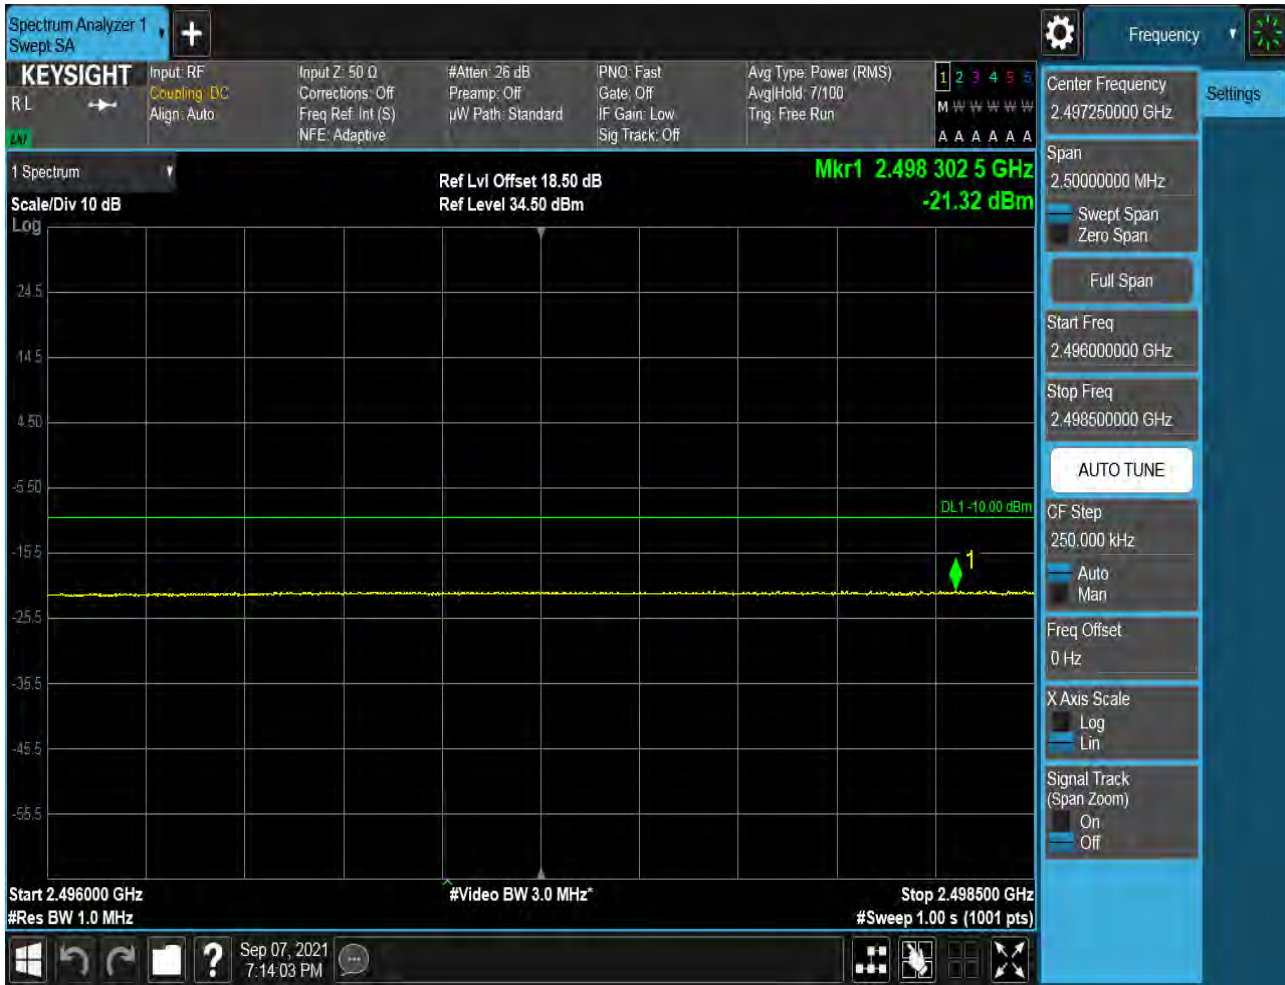 Spectrum Analyzer 1
Swept SA
Frequency
KEYSIGHT
R L
LNI
Input: RF
Coupling: DC
Align: Auto
Input Z: 50 Ω
Corrections: Off
Freq Ref: Int (S)
NFE: Adaptive
#Atten: 26 dB
Preamp: Off
µW Path: Standard
PNO: Fast
Gate: Off
IF Gain: Low
Sig Track: Off
Avg Type: Power (RMS)
Avg|Hold: 7/100
Trig: Free Run
1 2 3 4 5 6
M W W W W W
A A A A A A
1 Spectrum
Scale/Div 10 dB
Log
Ref Lvl Offset 18.50 dB
Ref Level 34.50 dBm
Mkr1 2.498 302 5 GHz
-21.32 dBm
24.5
14.5
4.50
-5.50
-15.5
-25.5
-35.5
-45.5
-55.5
DL1 -10.00 dBm
1
Start 2.496000 GHz
#Res BW 1.0 MHz
#Video BW 3.0 MHz*
Stop 2.498500 GHz
#Sweep 1.00 s (1001 pts)
Center Frequency
2.497250000 GHz
Settings
Span
2.50000000 MHz
Swept Span
Zero Span
Full Span
Start Freq
2.496000000 GHz
Stop Freq
2.498500000 GHz
AUTO TUNE
CF Step
250.000 kHz
Auto
Man
Freq Offset
0 Hz
X Axis Scale
Log
Lin
Signal Track
(Span Zoom)
On
Off
?
Sep 07, 2021
7:14:03 PM